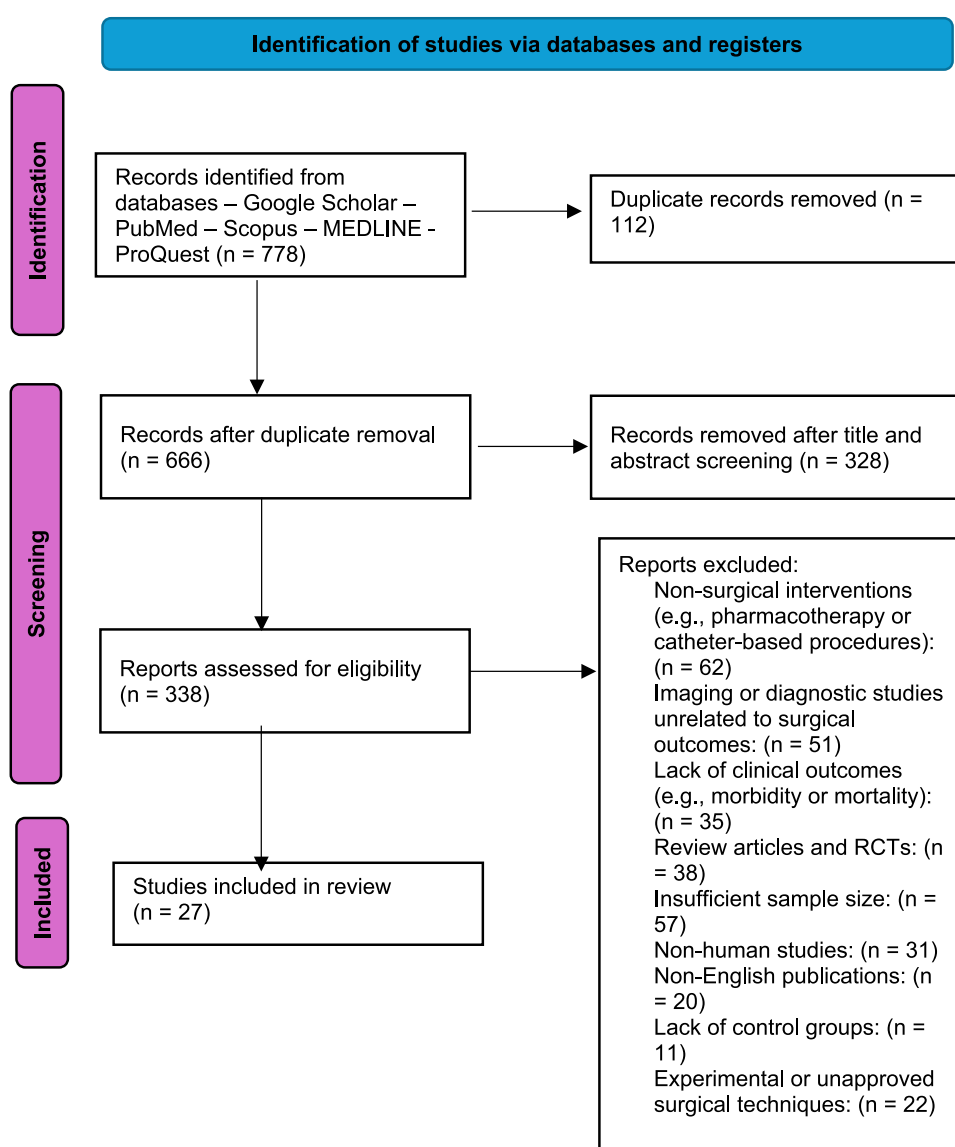 Identification of studies via databases and registers
Identification
Records identified from
databases – Google Scholar –
PubMed – Scopus – MEDLINE -
ProQuest (n = 778)
Duplicate records removed (n =
112)
Screening
Records after duplicate removal
(n = 666)
Records removed after title and
abstract screening (n = 328)
Reports assessed for eligibility
(n = 338)
Reports excluded:
Non-surgical interventions
(e.g., pharmacotherapy or
catheter-based procedures):
(n = 62)
Imaging or diagnostic studies
unrelated to surgical
outcomes: (n = 51)
Lack of clinical outcomes
(e.g., morbidity or mortality):
(n = 35)
Review articles and RCTs: (n
= 38)
Insufficient sample size: (n =
57)
Non-human studies: (n = 31)
Non-English publications: (n
= 20)
Lack of control groups: (n =
11)
Experimental or unapproved
surgical techniques: (n = 22)
Included
Studies included in review
(n = 27)